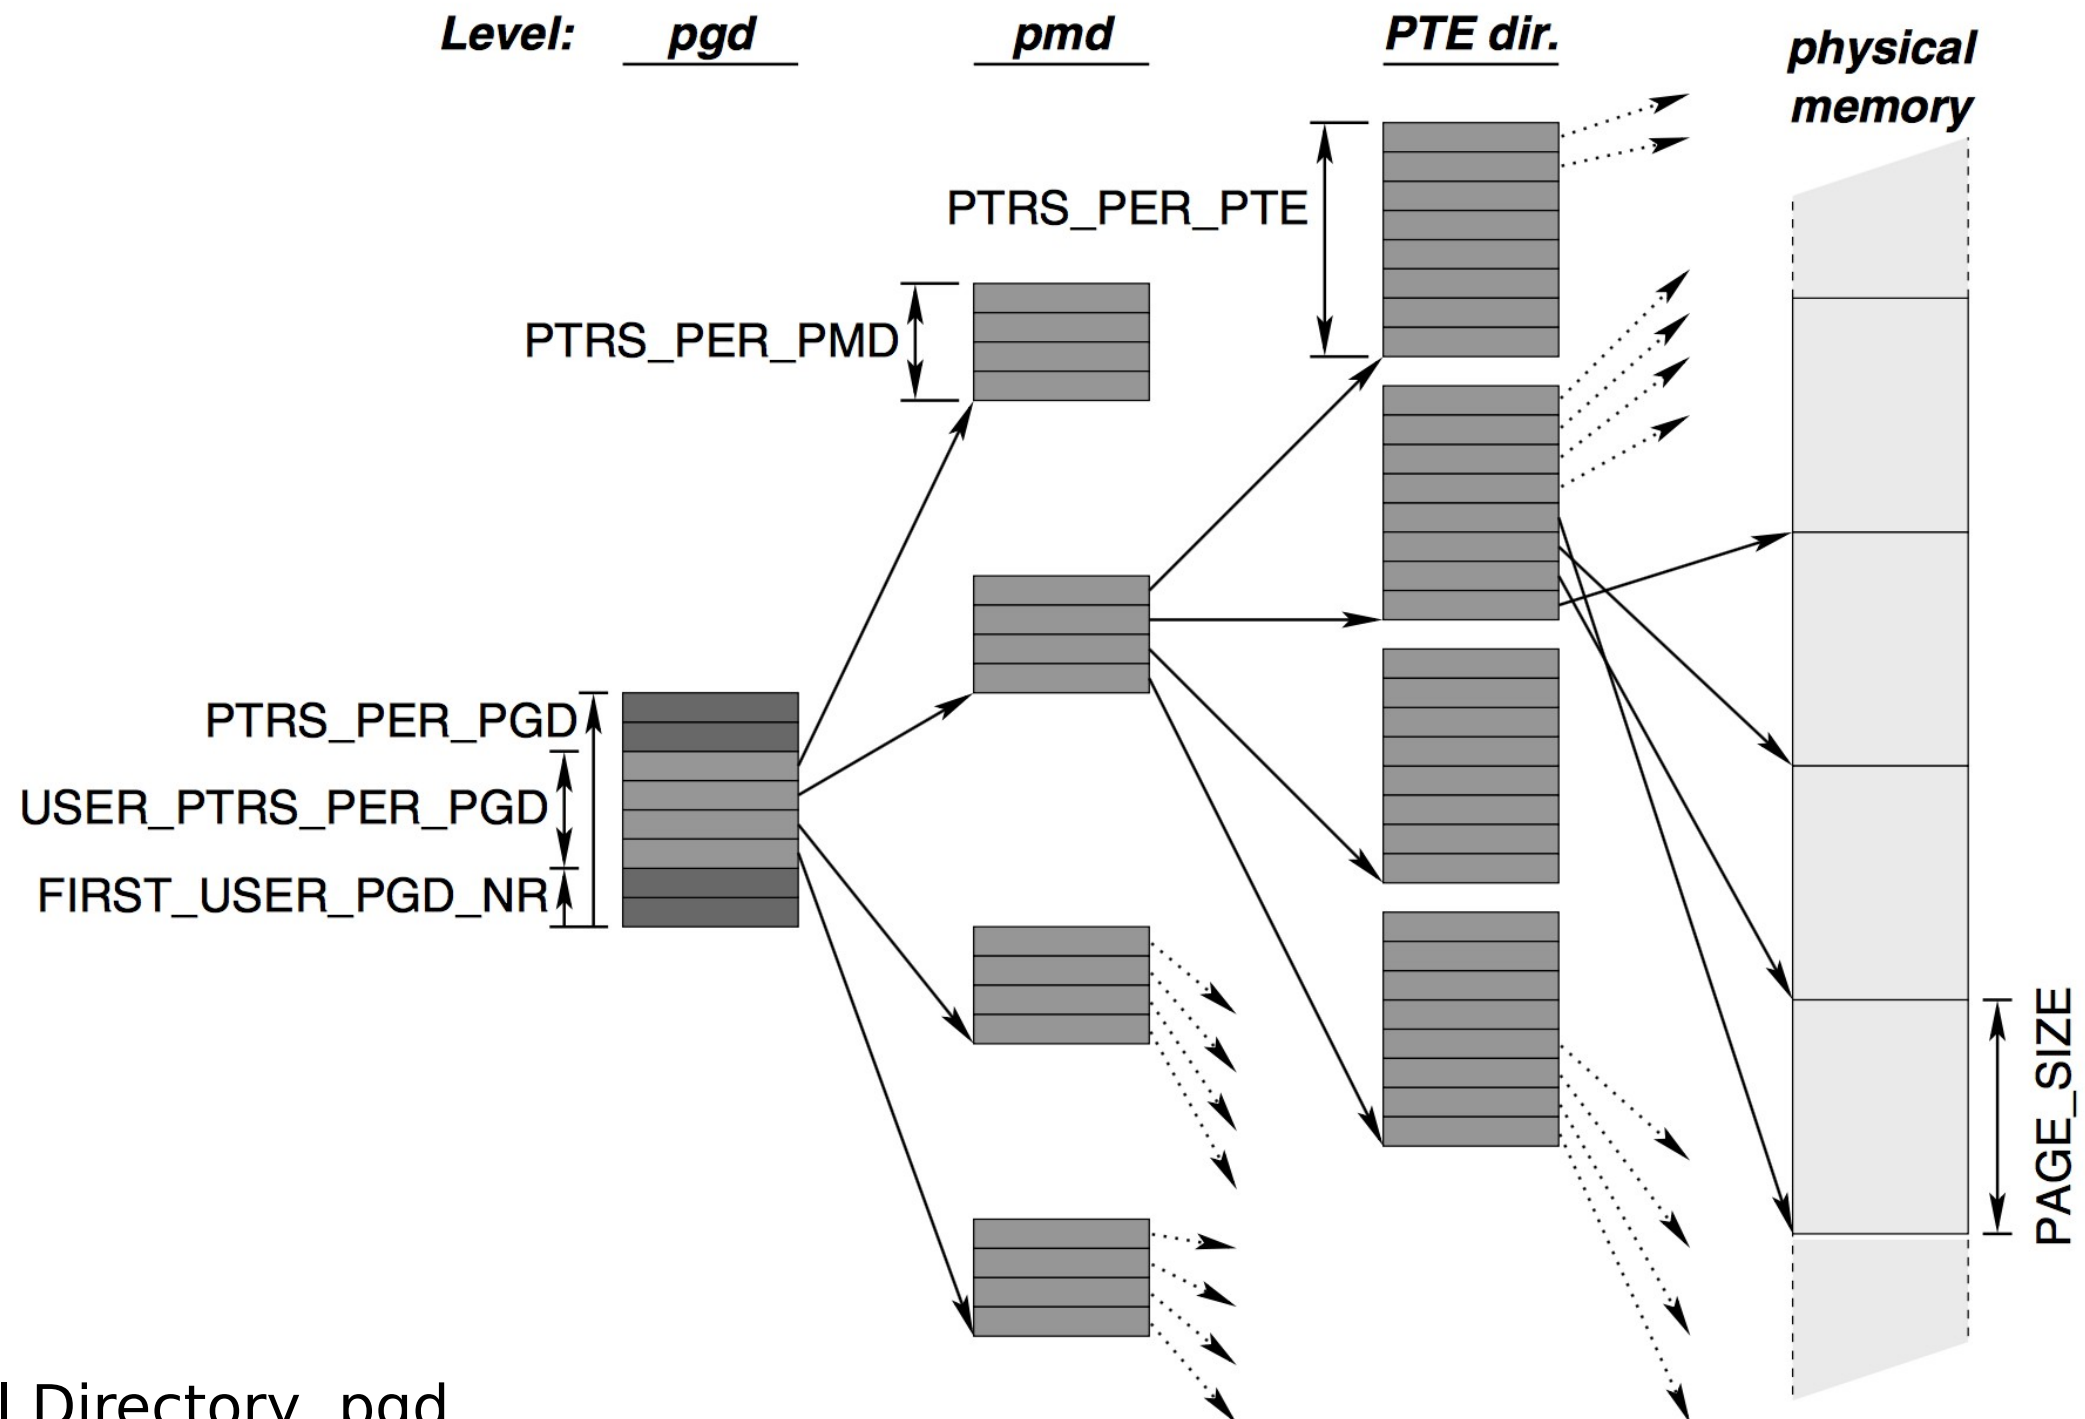 Level: pgd pmd PTE dir. physical
memory
PTRS_PER_PTE
PTRS_PER_PMD
PTRS_PER_PGD
USER_PTRS_PER_PGD
FIRST_USER_PGD_NR
PAGE_SIZE
Directory, pgd